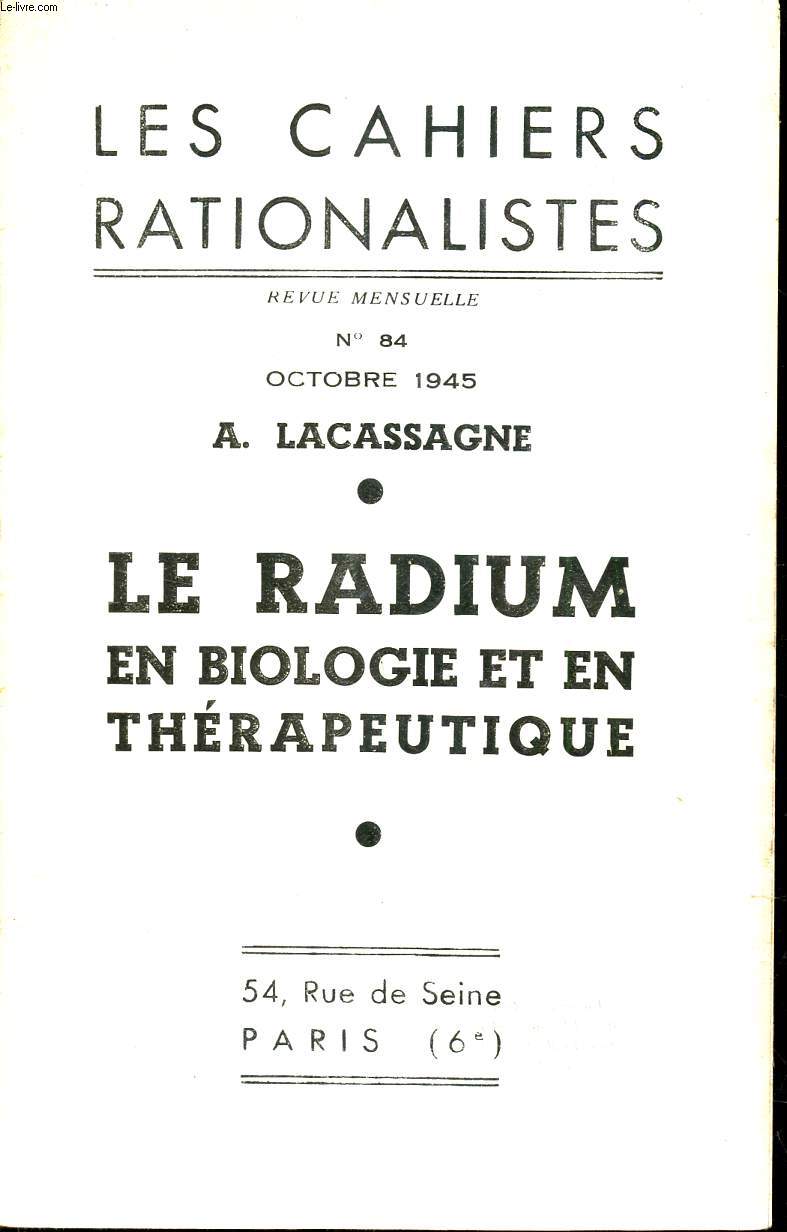 Le-livre.com
LES CAHIERS
RATIONALISTES
REVUE MENSUELLE
N° 84
OCTOBRE 1945
A. LACASSAGNE
LE RADIUM
EN BIOLOGIE ET EN
THÉRAPEUTIQUE
54, Rue de Seine
PARIS (6e)